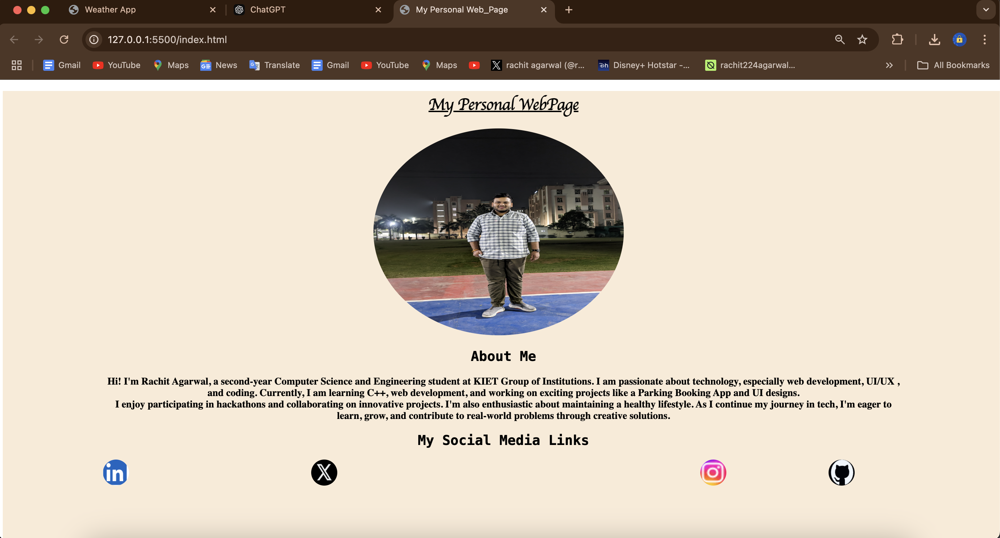 Weather App
ChatGPT
My Personal Web_Page
127.0.0.1:5500/index.html
Gmail YouTube Maps News Translate Gmail YouTube Maps rachit agarwal (@r... Disney+ Hotstar -... rachit224agarwal... All Bookmarks
My Personal WebPage
About Me
Hi! I'm Rachit Agarwal, a second-year Computer Science and Engineering student at KIET Group of Institutions. I am passionate about technology, especially web development, UI/UX ,
and coding. Currently, I am learning C++, web development, and working on exciting projects like a Parking Booking App and UI designs.
I enjoy participating in hackathons and collaborating on innovative projects. I'm also enthusiastic about maintaining a healthy lifestyle. As I continue my journey in tech, I'm eager to
learn, grow, and contribute to real-world problems through creative solutions.
My Social Media Links